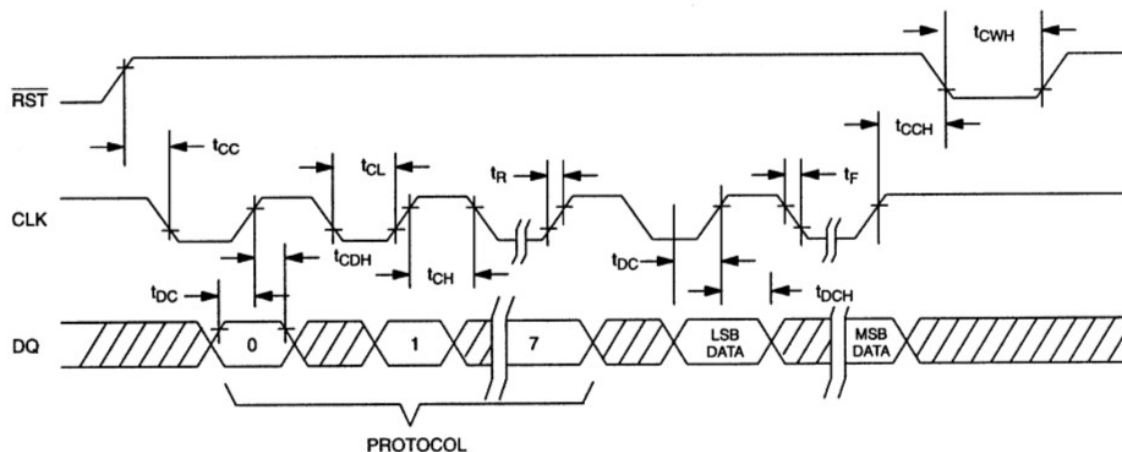 tCWH
RST
tCC
tCCH
tCL
tR
tF
CLK
tCDH
tCH
tDC
tDC
tDCH
DQ
0
1
7
LSB
DATA
MSB
DATA
PROTOCOL